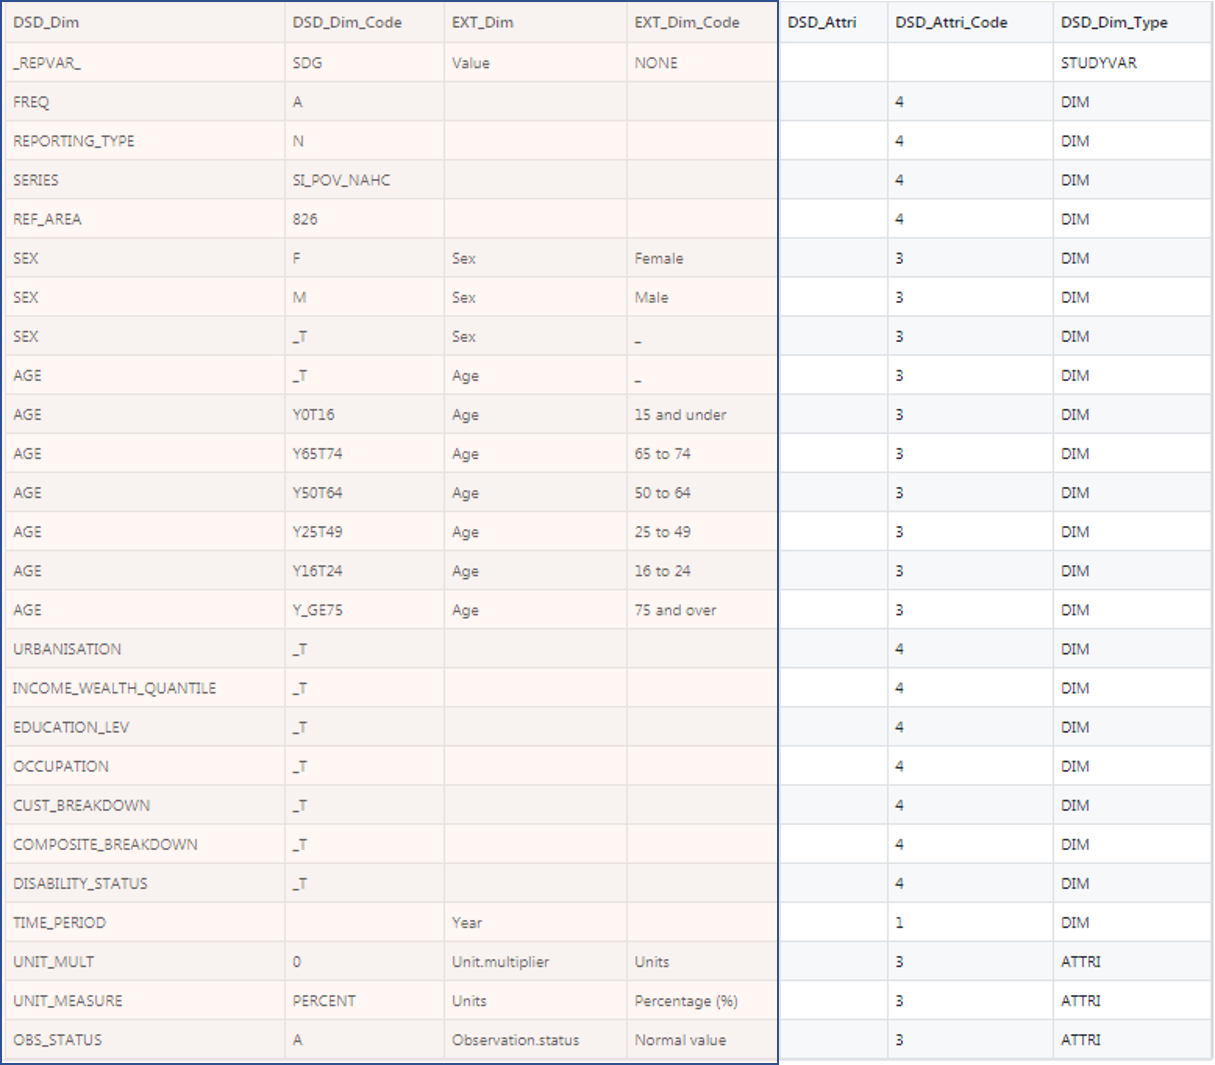 DSD_Dim DSD_Dim_Code EXT_Dim EXT_Dim_Code DSD_Attri DSD_Attri_Code DSD_Dim_Type
_REPVAR_ SDG Value NONE STUDYVAR
FREQ A 4 DIM
REPORTING_TYPE N 4 DIM
SERIES SI_POV_NAHC 4 DIM
REF_AREA 826 4 DIM
SEX F Sex Female 3 DIM
SEX M Sex Male 3 DIM
SEX _T Sex _ 3 DIM
AGE _T Age _ 3 DIM
AGE Y0T16 Age 15 and under 3 DIM
AGE Y65T74 Age 65 to 74 3 DIM
AGE Y50T64 Age 50 to 64 3 DIM
AGE Y25T49 Age 25 to 49 3 DIM
AGE Y16T24 Age 16 to 24 3 DIM
AGE Y_GE75 Age 75 and over 3 DIM
URBANISATION _T 4 DIM
INCOME_WEALTH_QUANTILE _T 4 DIM
EDUCATION_LEV _T 4 DIM
OCCUPATION _T 4 DIM
CUST_BREAKDOWN _T 4 DIM
COMPOSITE_BREAKDOWN _T 4 DIM
DISABILITY_STATUS _T 4 DIM
TIME_PERIOD Year 1 DIM
UNIT_MULT 0 Unit.multiplier Units 3 ATTRI
UNIT_MEASURE PERCENT Units Percentage (%) 3 ATTRI
OBS_STATUS A Observation.status Normal value 3 ATTRI